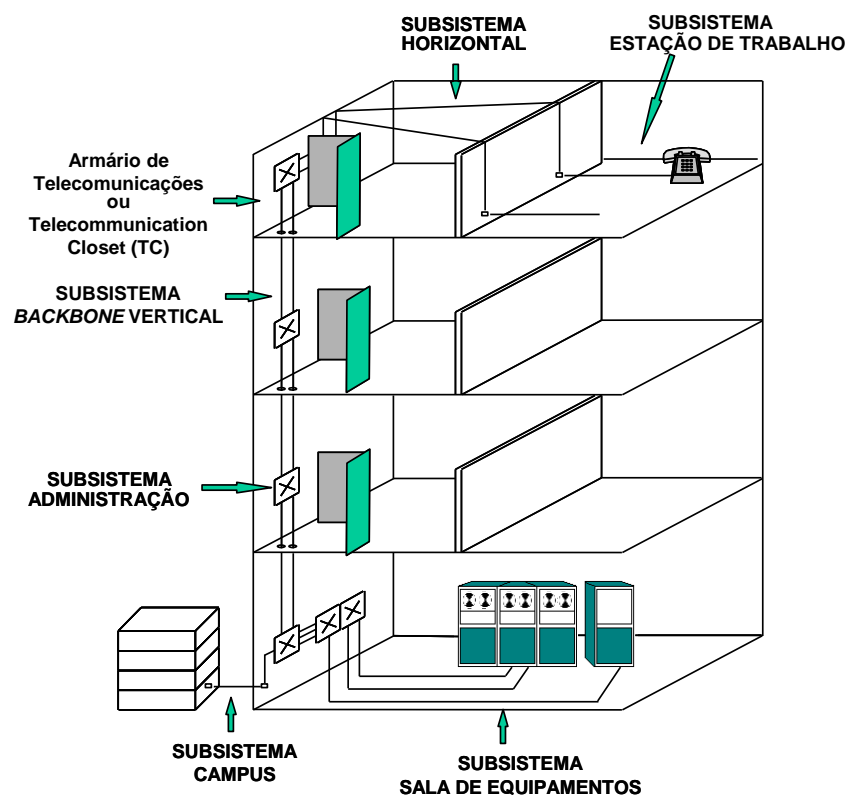 SUBSISTEMA
HORIZONTAL
SUBSISTEMA
ESTAÇÃO DE TRABALHO
Armário de
Telecomunicações
ou
Telecommunication
Closet (TC)
SUBSISTEMA
BACKBONE VERTICAL
SUBSISTEMA
ADMINISTRAÇÃO
SUBSISTEMA
CAMPUS
SUBSISTEMA
SALA DE EQUIPAMENTOS